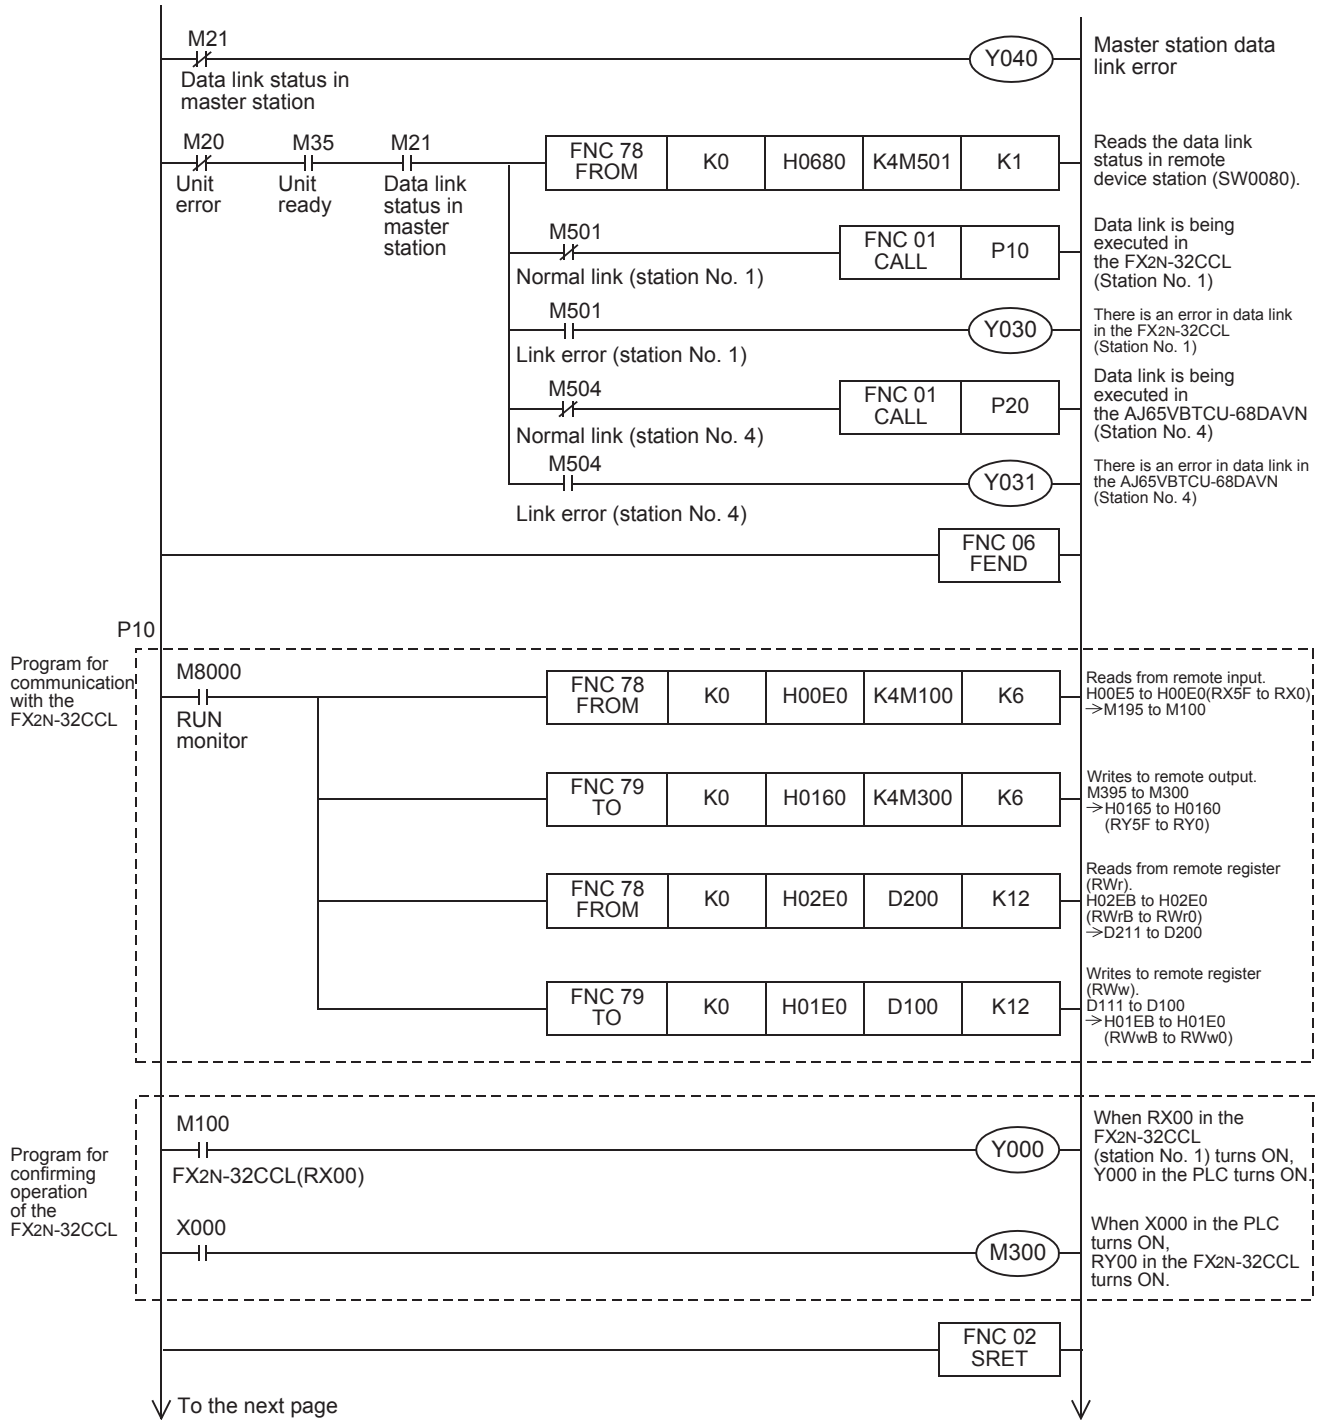 M21
Data link status in
master station
Y040
Master station data
link error
M20
Unit
error
M35
Unit
ready
M21
Data link
status in
master
station
FNC 78
FROM
K0
H0680
K4M501
K1
Reads the data link
status in remote
device station (SW0080).
M501
Normal link (station No. 1)
FNC 01
CALL
P10
Data link is being
executed in
the FX2N-32CCL
(Station No. 1)
M501
Link error (station No. 1)
Y030
There is an error in data link
in the FX2N-32CCL
(Station No. 1)
M504
Normal link (station No. 4)
FNC 01
CALL
P20
Data link is being
executed in
the AJ65VBTCU-68DAVN
(Station No. 4)
M504
Link error (station No. 4)
Y031
There is an error in data link in
the AJ65VBTCU-68DAVN
(Station No. 4)
FNC 06
FEND
P10
Program for
communication
with the
FX2N-32CCL
M8000
RUN
monitor
FNC 78
FROM
K0
H00E0
K4M100
K6
Reads from remote input.
H00E5 to H00E0(RX5F to RX0)
→M195 to M100
FNC 79
TO
K0
H0160
K4M300
K6
Writes to remote output.
M395 to M300
→H0165 to H0160
(RY5F to RY0)
FNC 78
FROM
K0
H02E0
D200
K12
Reads from remote register
(RWr).
H02EB to H02E0
(RWrB to RWr0)
→D211 to D200
FNC 79
TO
K0
H01E0
D100
K12
Writes to remote register
(RWw).
D111 to D100
→H01EB to H01E0
(RWwB to RWw0)
Program for
confirming
operation
of the
FX2N-32CCL
M100
FX2N-32CCL(RX00)
Y000
When RX00 in the
FX2N-32CCL
(station No. 1) turns ON,
Y000 in the PLC turns ON.
X000
M300
When X000 in the PLC
turns ON,
RY00 in the FX2N-32CCL
turns ON.
FNC 02
SRET
To the next page